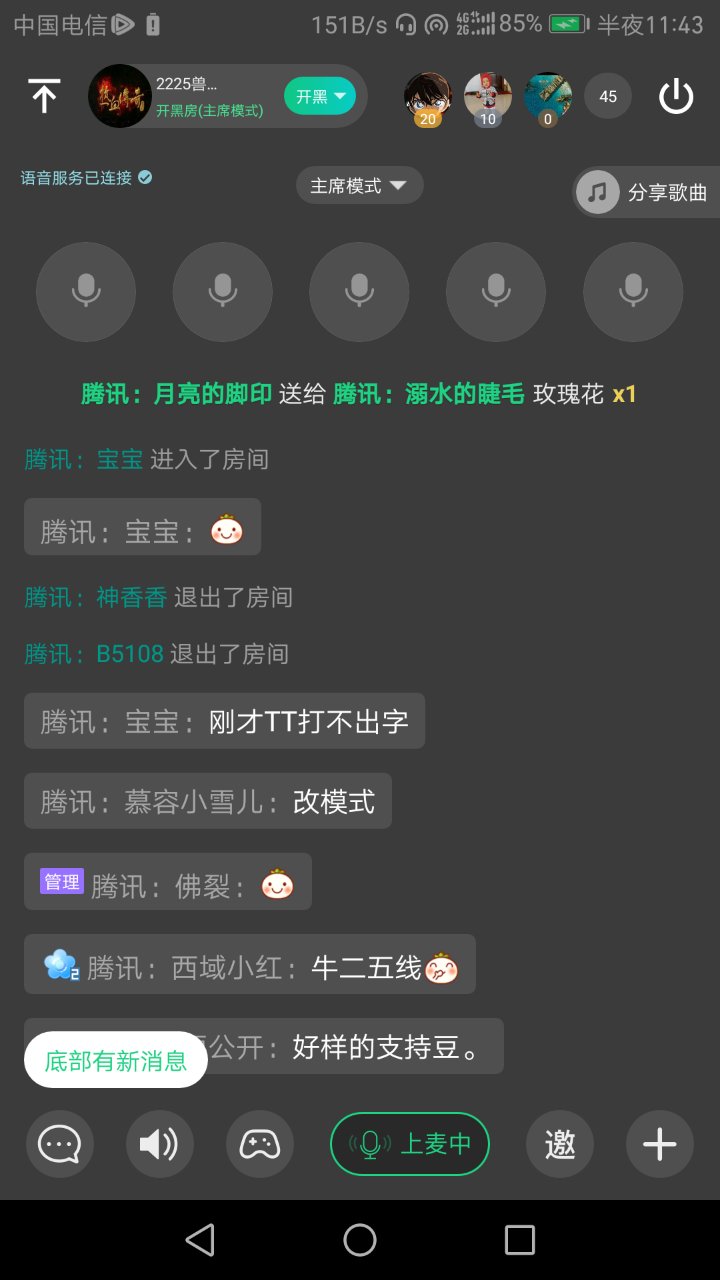 中国电信 151B/s 4G 2G 85% 半夜11:43
2225兽...
开黑房(主席模式)
开黑
20
10
0
45
语音服务已连接
主席模式
分享歌曲
腾讯：月亮的脚印 送给 腾讯：溺水的睫毛 玫瑰花 x1
腾讯：宝宝 进入了房间
腾讯：宝宝：
腾讯：神香香 退出了房间
腾讯：B5108 退出了房间
腾讯：宝宝：刚才TT打不出字
腾讯：慕容小雪儿：改模式
管理 腾讯：佛裂：
2 腾讯：西域小红：牛二五线
公开：好样的支持豆。
底部有新消息
上麦中
邀